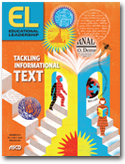 EL
EDUCATIONAL
LEADERSHIP
TACKLING
INFORMATIONAL
TEXT
ASCD